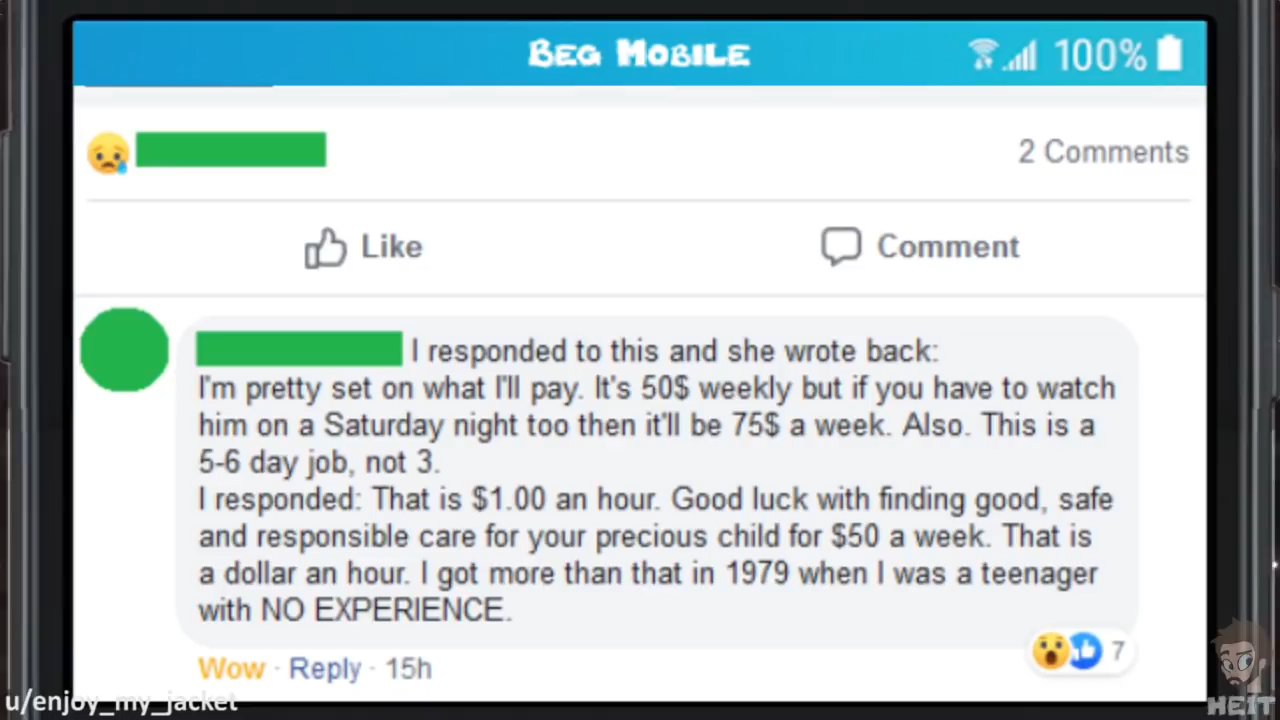 BEG MOBILE
100%
2 Comments
Like
Comment
I responded to this and she wrote back:
I'm pretty set on what I'll pay. It's 50$ weekly but if you have to watch
him on a Saturday night too then it'll be 75$ a week. Also. This is a
5-6 day job, not 3.
I responded: That is $1.00 an hour. Good luck with finding good, safe
and responsible care for your precious child for $50 a week. That is
a dollar an hour. I got more than that in 1979 when I was a teenager
with NO EXPERIENCE.
7
Wow · Reply · 15h
u/enjoy_my_jacket
HEIT